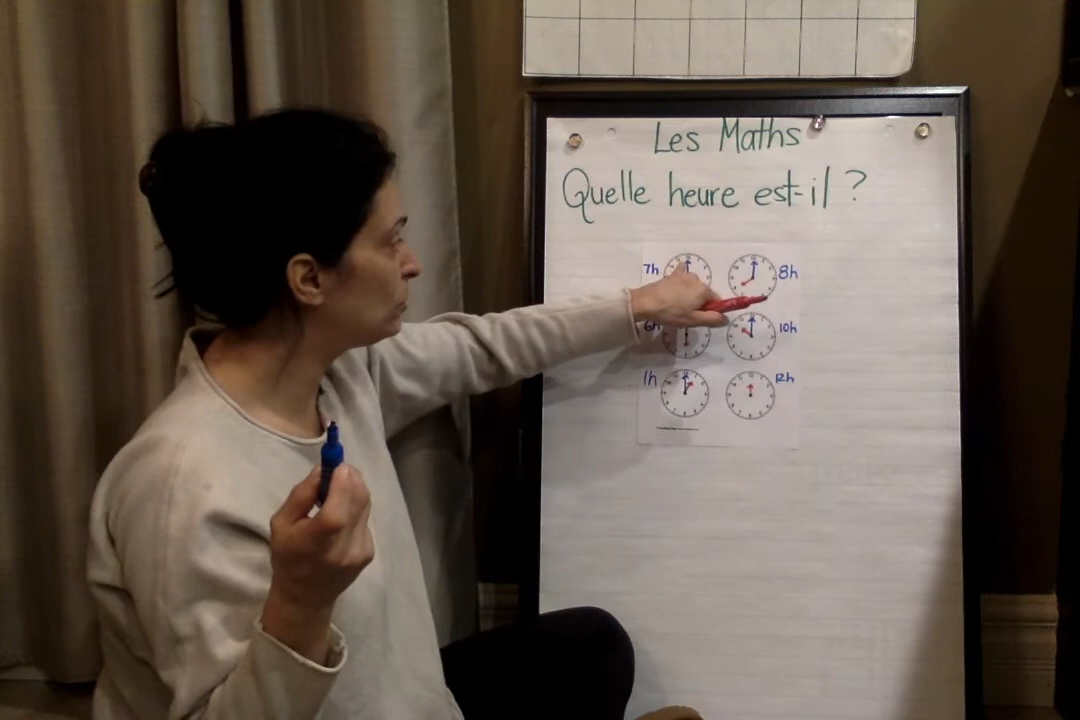 Les Maths
Quelle heure est-il ?
7h 8h
6h 10h
1h 12h